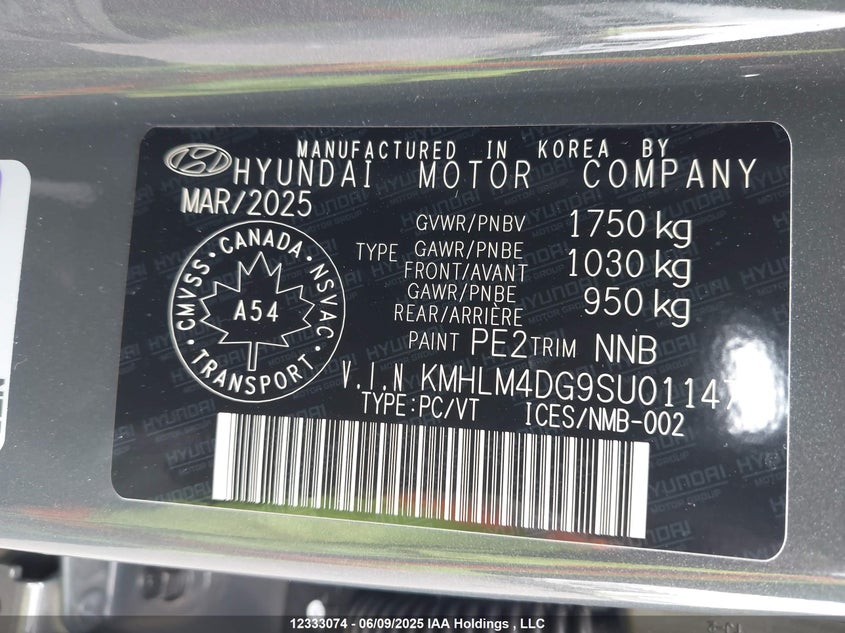 MANUFACTURED IN KOREA BY
HYUNDAI MOTOR COMPANY
MAR/2025
GVWR/PNBV 1750 kg
TYPE GAWR/PNBE FRONT/AVANT 1030 kg
GAWR/PNBE REAR/ARRIÈRE 950 kg
PAINT PE2 TRIM NNB
CMVSS · CANADA · NSVAC · TRANSPORT ·
A54
V.I.N KMHLM4DG9SU01147
TYPE:PC/VT ICES/NMB-002
12333074 - 06/09/2025 IAA Holdings , LLC